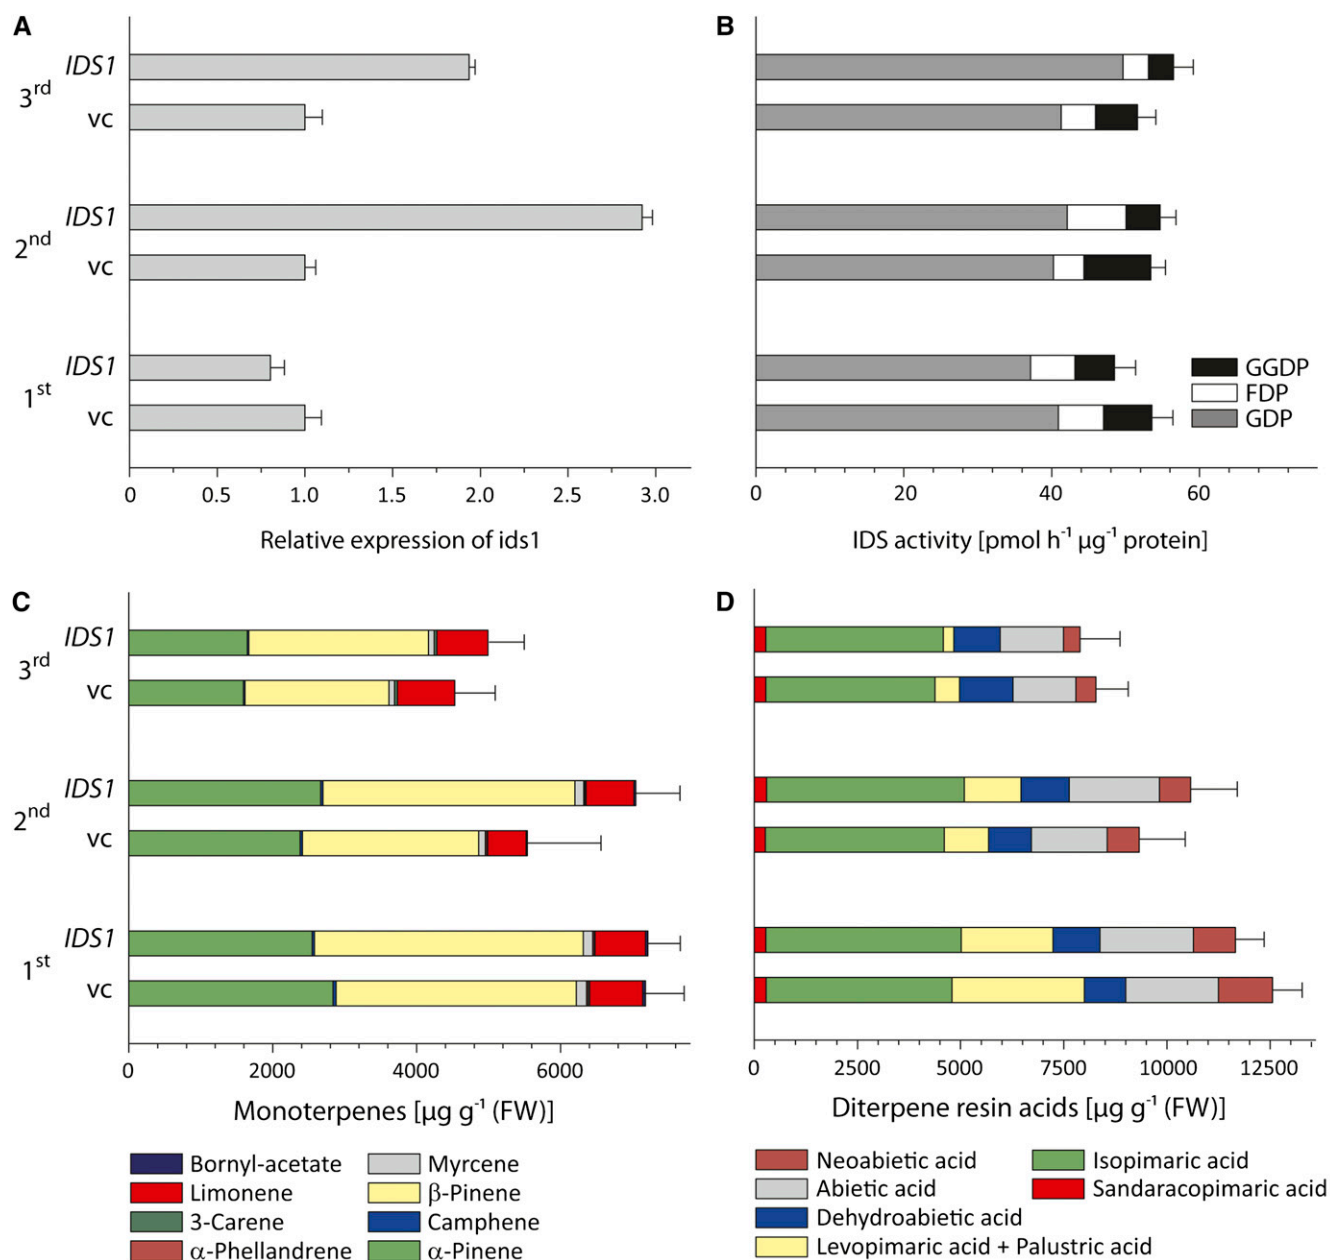 A
3rd
IDS1
vc
2nd
IDS1
vc
1st
IDS1
vc
0 0.5 1.0 1.5 2.0 2.5 3.0
Relative expression of ids1
B
GGDP
FDP
GDP
0 20 40 60
IDS activity [pmol h-1 µg-1 protein]
C
3rd
IDS1
vc
2nd
IDS1
vc
1st
IDS1
vc
0 2000 4000 6000
Monoterpenes [µg g-1 (FW)]
Bornyl-acetate
Limonene
3-Carene
α-Phellandrene
Myrcene
β-Pinene
Camphene
α-Pinene
D
0 2500 5000 7500 10000 12500
Diterpene resin acids [µg g-1 (FW)]
Neoabietic acid
Abietic acid
Dehydroabietic acid
Levopimaric acid + Palustric acid
Isopimaric acid
Sandaracopimaric acid